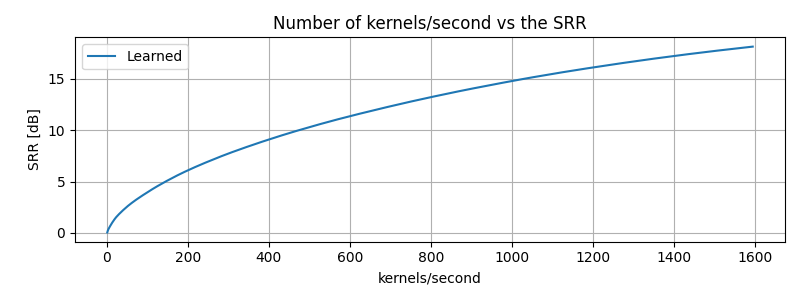 Number of kernels/second vs the SRR
Learned
SRR [dB]
15
10
5
0
0 200 400 600 800 1000 1200 1400 1600
kernels/second